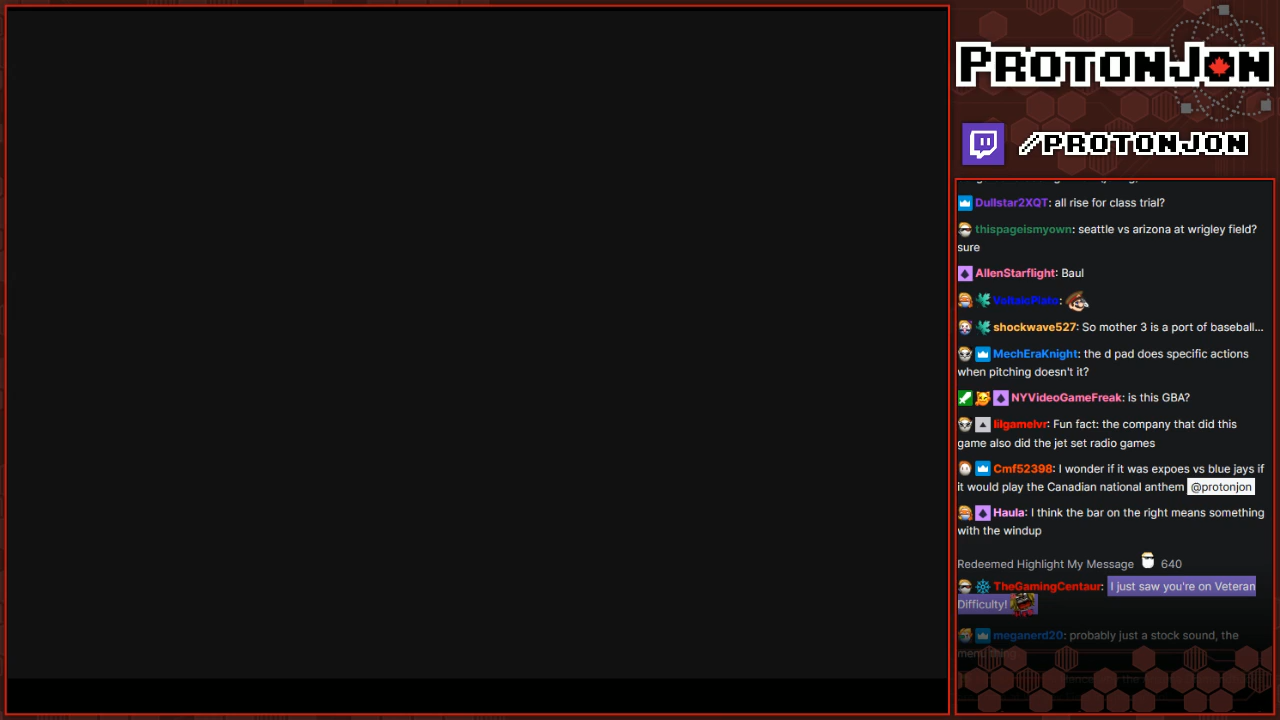 PROTONJON
/PROTONJON
Dullstar2XQT: all rise for class trial?
thispageismyown: seattle vs arizona at wrigley field?
sure
AllenStarflight: Baul
VoltaicPlato:
shockwave527: So mother 3 is a port of baseball...
MechEraKnight: the d pad does specific actions
when pitching doesn't it?
NYVideoGameFreak: is this GBA?
lilgamelvr: Fun fact: the company that did this
game also did the jet set radio games
Cmf52398: I wonder if it was expoes vs blue jays if
it would play the Canadian national anthem @protonjon
Haula: I think the bar on the right means something
with the windup
Redeemed Highlight My Message 640
TheGamingCentaur: I just saw you're on Veteran
Difficulty!
meganerd20: probably just a stock sound, the